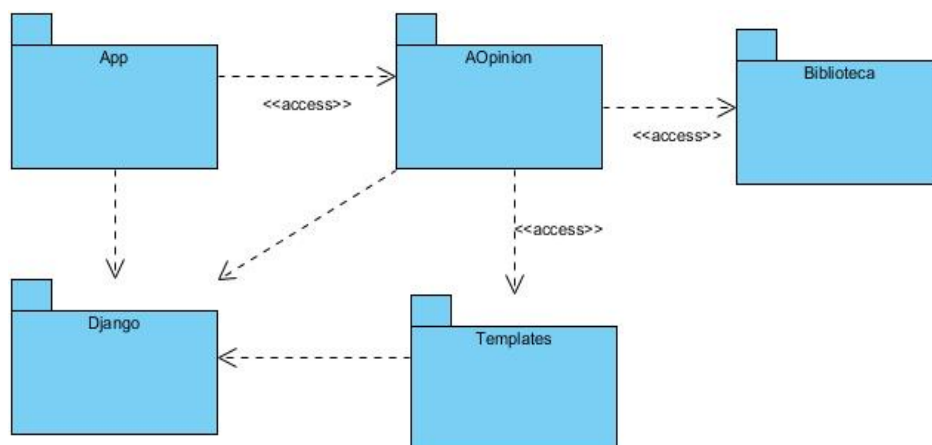 App
AOpinion
Biblioteca
<<access>>
<<access>>
<<access>>
Django
Templates